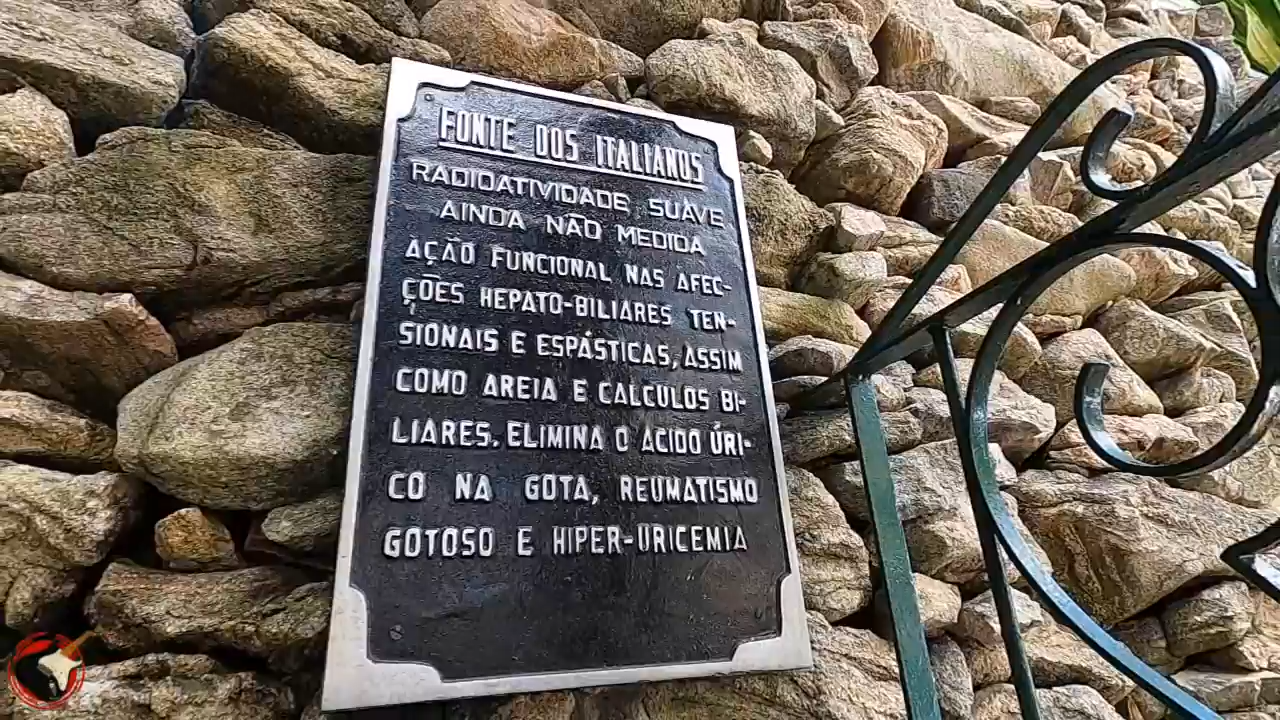 FONTE DOS ITALIANOS
RADIOATIVIDADE SUAVE
AINDA NÃO MEDIDA
AÇÃO FUNCIONAL NAS AFEC-
ÇÕES HEPATO-BILIARES TEN-
SIONAIS E ESPÁSTICAS, ASSIM
COMO AREIA E CALCULOS BI-
LIARES. ELIMINA O ACIDO ÚRI-
CO NA GOTA, REUMATISMO
GOTOSO E HIPER-URICEMIA